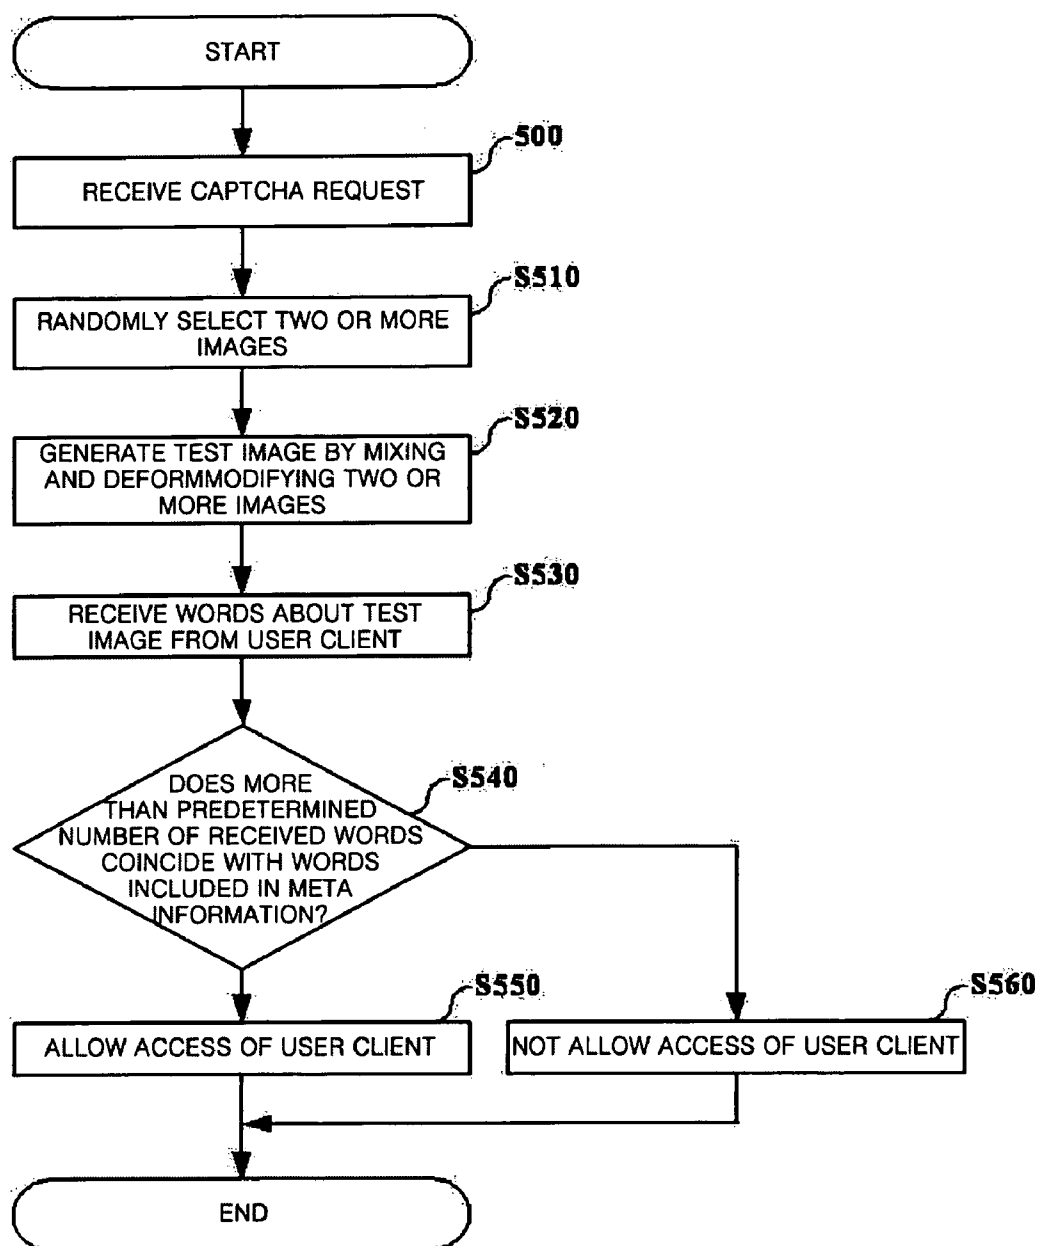 START
500
RECEIVE CAPTCHA REQUEST
S510
RANDOMLY SELECT TWO OR MORE
IMAGES
S520
GENERATE TEST IMAGE BY MIXING
AND DEFORMMODIFYING TWO OR
MORE IMAGES
S530
RECEIVE WORDS ABOUT TEST
IMAGE FROM USER CLIENT
S540
DOES MORE
THAN PREDETERMINED
NUMBER OF RECEIVED WORDS
COINCIDE WITH WORDS
INCLUDED IN META
INFORMATION?
S550
ALLOW ACCESS OF USER CLIENT
S560
NOT ALLOW ACCESS OF USER CLIENT
END